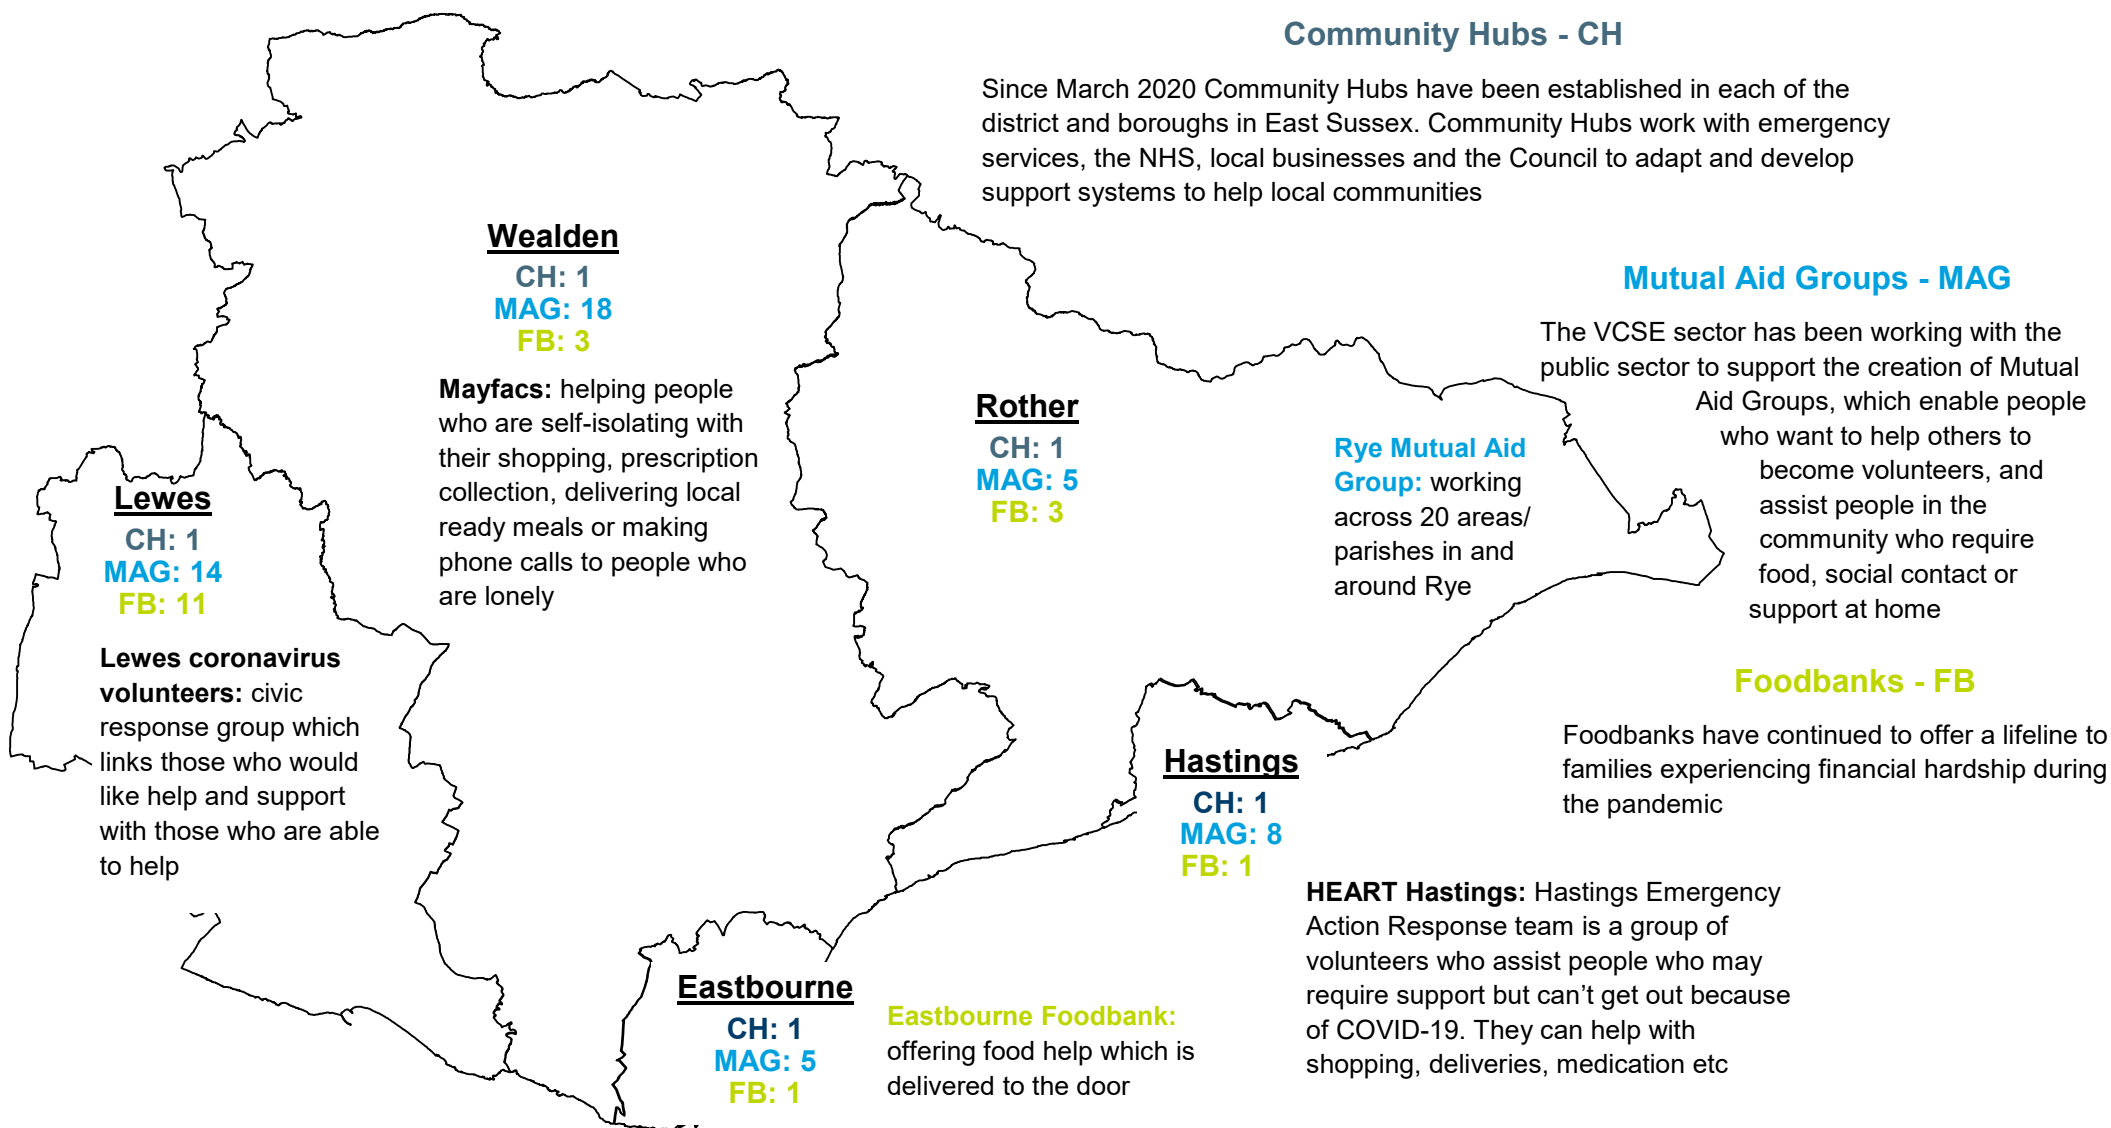 Community Hubs - CH
Since March 2020 Community Hubs have been established in each of the
district and boroughs in East Sussex. Community Hubs work with emergency
services, the NHS, local businesses and the Council to adapt and develop
support systems to help local communities
Wealden
CH: 1
MAG: 18
FB: 3
Mayfacs: helping people
who are self-isolating with
their shopping, prescription
collection, delivering local
ready meals or making
phone calls to people who
are lonely
Mutual Aid Groups - MAG
The VCSE sector has been working with the
public sector to support the creation of Mutual
Aid Groups, which enable people
who want to help others to
become volunteers, and
assist people in the
community who require
food, social contact or
support at home
Rother
CH: 1
MAG: 5
FB: 3
Rye Mutual Aid
Group: working
across 20 areas/
parishes in and
around Rye
Lewes
CH: 1
MAG: 14
FB: 11
Lewes coronavirus
volunteers: civic
response group which
links those who would
like help and support
with those who are able
to help
Foodbanks - FB
Foodbanks have continued to offer a lifeline to
families experiencing financial hardship during
the pandemic
Hastings
CH: 1
MAG: 8
FB: 1
HEART Hastings: Hastings Emergency
Action Response team is a group of
volunteers who assist people who may
require support but can’t get out because
of COVID-19. They can help with
shopping, deliveries, medication etc
Eastbourne
CH: 1
MAG: 5
FB: 1
Eastbourne Foodbank:
offering food help which is
delivered to the door